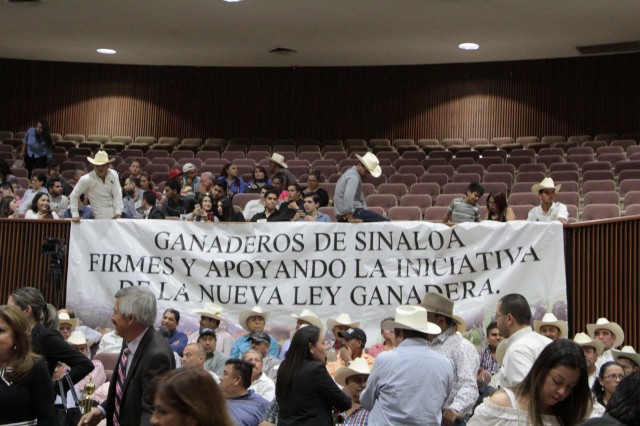 GANADEROS DE SINALOA
FIRMES Y APOYANDO LA INICIATIVA
DE LA NUEVA LEY GANADERA.